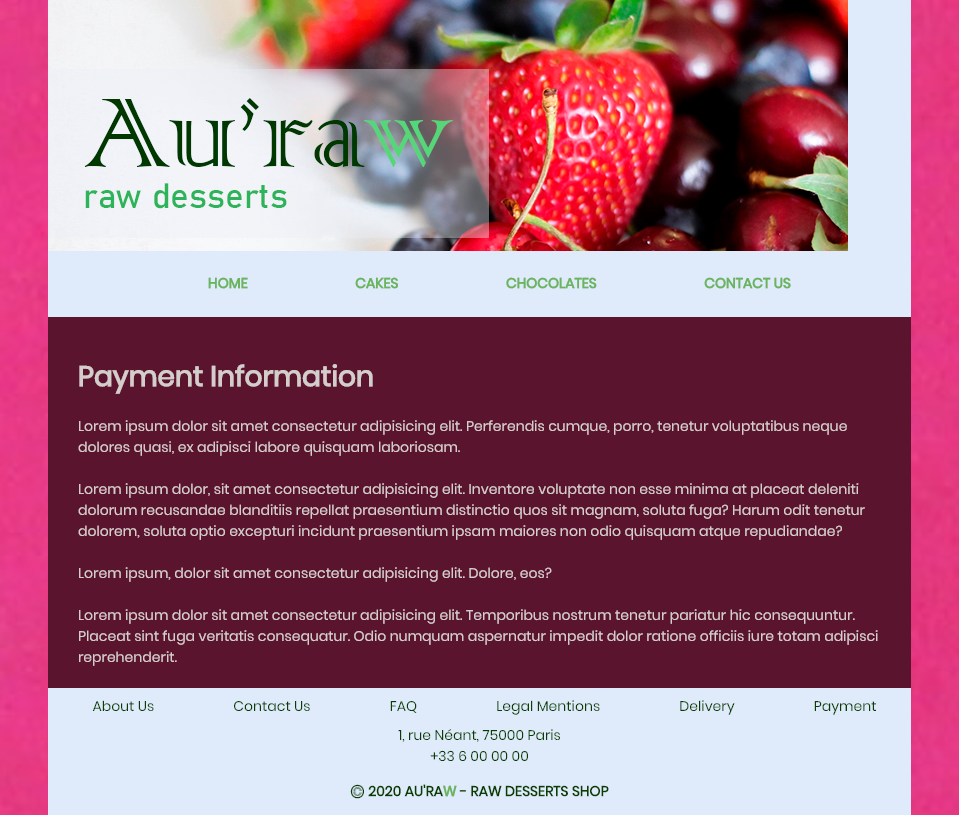 Au'raw
raw desserts
HOME CAKES CHOCOLATES CONTACT US
Payment Information
Lorem ipsum dolor sit amet consectetur adipisicing elit. Perferendis cumque, porro, tenetur voluptatibus neque
dolores quasi, ex adipisci labore quisquam laboriosam.
Lorem ipsum dolor, sit amet consectetur adipisicing elit. Inventore voluptate non esse minima at placeat deleniti
dolorum recusandae blanditiis repellat praesentium distinctio quos sit magnam, soluta fuga? Harum odit tenetur
dolorem, soluta optio excepturi incidunt praesentium ipsam maiores non odio quisquam atque repudiandae?
Lorem ipsum, dolor sit amet consectetur adipisicing elit. Dolore, eos?
Lorem ipsum dolor sit amet consectetur adipisicing elit. Temporibus nostrum tenetur pariatur hic consequuntur.
Placeat sint fuga veritatis consequatur. Odio numquam aspernatur impedit dolor ratione officiis iure totam adipisci
reprehenderit.
About Us Contact Us FAQ Legal Mentions Delivery Payment
1, rue Néant, 75000 Paris
+33 6 00 00 00
© 2020 AU'RAW - RAW DESSERTS SHOP